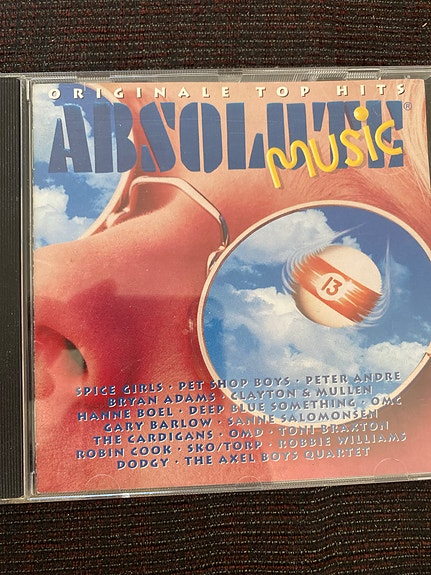 ORIGINALE TOP HITS
ABSOLUTE®
music
13
SPICE GIRLS · PET SHOP BOYS · PETER ANDRE
BRYAN ADAMS · CLAYTON & MULLEN
HANNE BOEL · DEEP BLUE SOMETHING · OMC
GARY BARLOW · SANNE SALOMONSEN
THE CARDIGANS · OMD · TONI BRAXTON
ROBIN COOK · SKO/TORP · ROBBIE WILLIAMS
DODGY · THE AXEL BOYS QUARTET